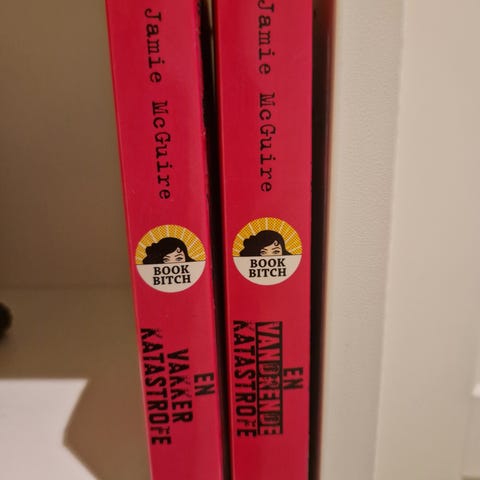 Jamie McGuire
BOOK
BITCH
EN
VAKKER
KATASTROFE
Jamie McGuire
BOOK
BITCH
EN
VANDRENDE
KATASTROFE